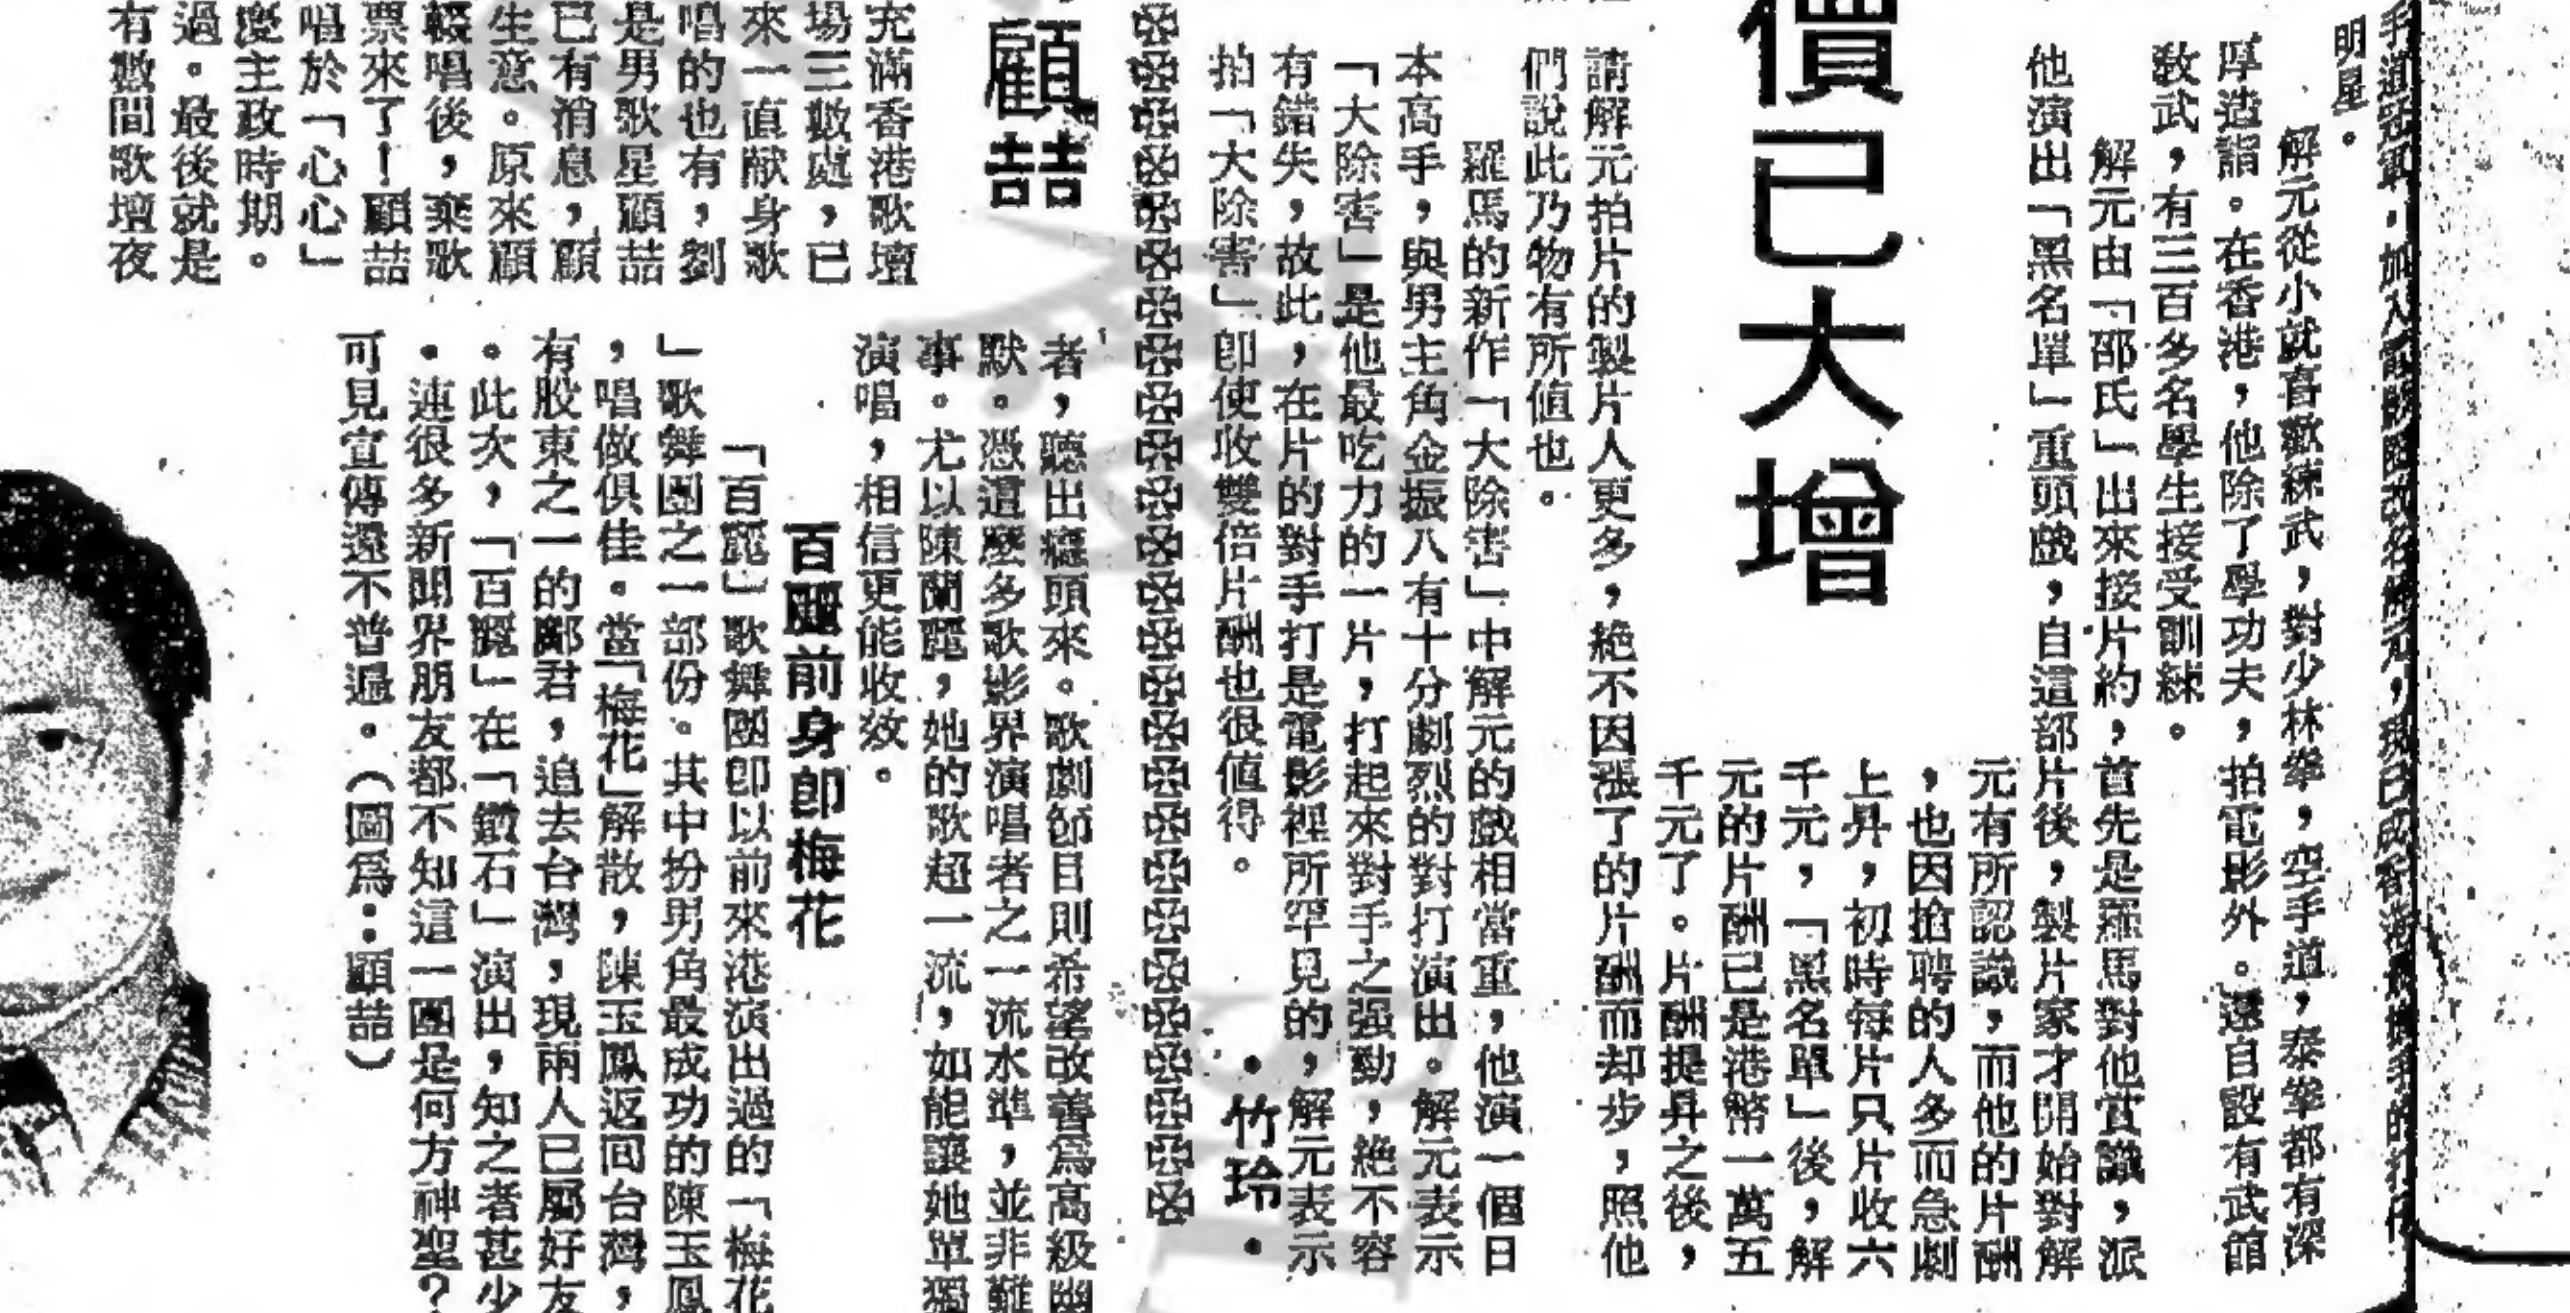 明星。
解元從小就喜歡練武，對少林拳，空手道，泰拳都有深
厚造詣。在香港，他除了學功夫，拍電影外。還自設有武館
教武，有三百多名學生接受訓練。
解元由「邵氏」出來接片約，首先是羅馬對他賞識，派
他演出「黑名單」重頭戲，自這部片後，製片家才開始對解
元有所認識，而他的片酬
，也因搶聘的人多而急劇
上昇，初時每片只片收六
千元，「黑名單」後，解
元的片酬已是港幣一萬五
千元了。片酬提昇之後，
價已大增
請解元拍片的製片人更多，絕不因漲了的片酬而却步，照他
們說此乃物有所值也。
羅馬的新作「大除害」中解元的戲相當重，他演一個日
本高手，與男主角金振八有十分劇烈的對打演出。解元表示
「大除害」是他最吃力的一片，打起來對手之强勁，絶不容
有錯失，故此，在片的對手打是電影裡所罕見的，解元表示
拍「大除害」即使收雙倍片酬也很值得。
・竹玲・
顧喆
充滿香港歌壇
場三數處，已
來一直献身歌
唱的也有，劉
是男歌星顧喆
已有消息，顧
生意。原來顧
輟唱後，棄歌
票來了！顧喆
唱於「心心」
慶主政時期。
過。最後就是
有數間歌壇夜
者，聽出癮頭來。歌劇節目則希望改善爲高級幽
默。憑這麼多歌影界演唱者之一流水準，並非難
事。尤以陳蘭麗，她的歌超一流，如能讓她單獨
演唱，相信更能收效。
百麗前身即梅花
「百麗」歌舞團即以前來港演出過的「梅花
」歌舞團之一部份。其中扮男角最成功的陳玉鳳
，唱做俱佳。當「梅花」解散，陳玉鳳返回台灣，
有股東之一的鄺君，追去台灣，現兩人已屬好友
。此次，「百麗」在「鑽石」演出，知之者甚少
。連很多新聞界朋友都不知這一團是何方神聖？
可見宣傳還不普遍。（圖爲：顧喆）